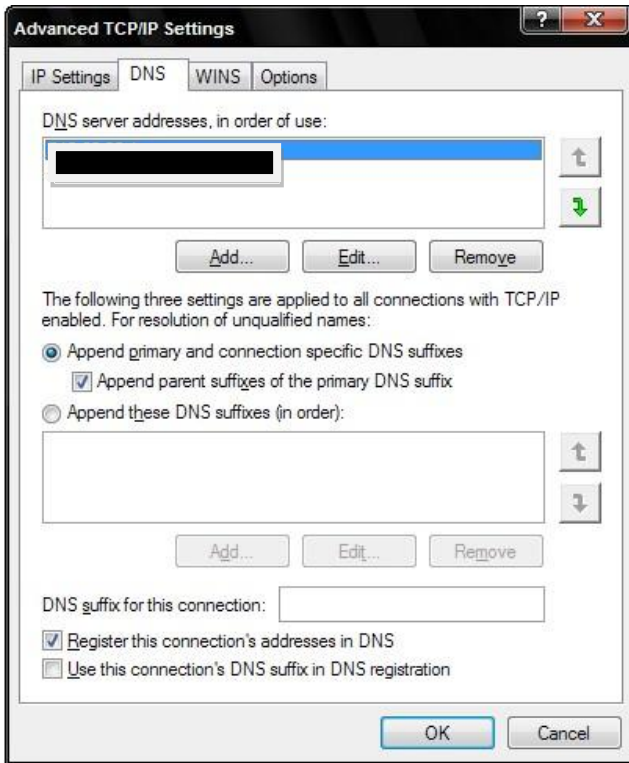 Advanced TCP/IP Settings
?
X
IP Settings DNS WINS Options
DNS server addresses, in order of use:
Add... Edit... Remove
The following three settings are applied to all connections with TCP/IP
enabled. For resolution of unqualified names:
Append primary and connection specific DNS suffixes
Append parent suffixes of the primary DNS suffix
Append these DNS suffixes (in order):
Add... Edit... Remove
DNS suffix for this connection:
Register this connection's addresses in DNS
Use this connection's DNS suffix in DNS registration
OK Cancel